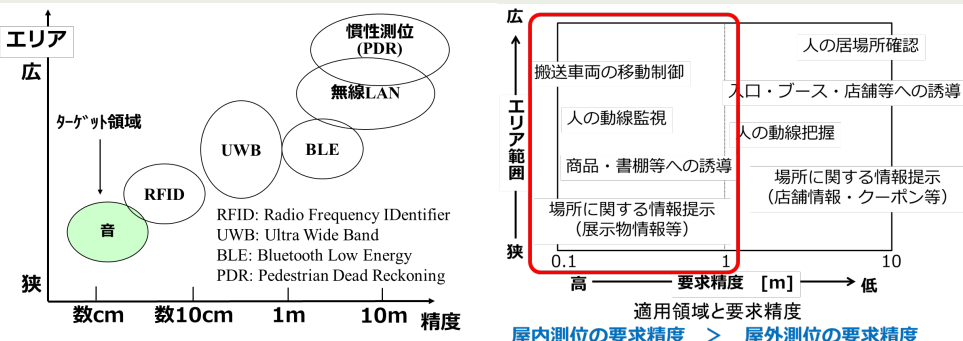 エリア
広
ターゲット領域
慣性測位
(PDR)
無線LAN
UWB
BLE
RFID
音
RFID: Radio Frequency IDentifier
UWB: Ultra Wide Band
BLE: Bluetooth Low Energy
PDR: Pedestrian Dead Reckoning
狭
数cm
数10cm
1m
10m
精度
広
エリア範囲
狭
人の居場所確認
搬送車両の移動制御
入口・ブース・店舗等への誘導
人の動線監視
人の動線把握
商品・書棚等への誘導
場所に関する情報提示
（店舗情報・クーポン等）
場所に関する情報提示
（展示物情報等）
0.1
1
10
高
要求精度 [m]
低
適用領域と要求精度
屋内測位の要求精度 ＞ 屋外測位の要求精度